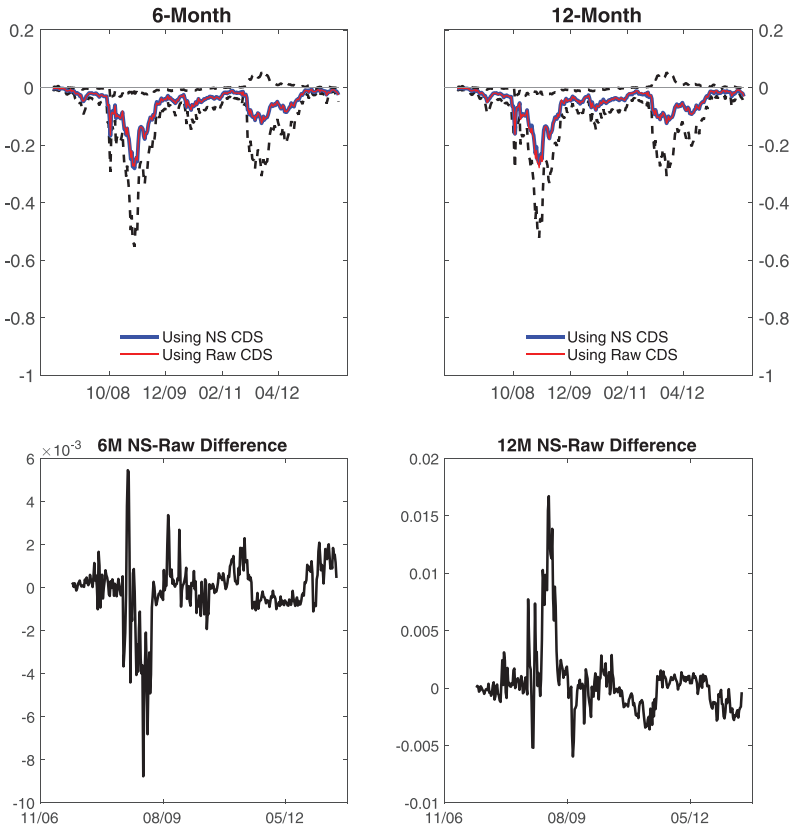 6-Month
12-Month
0.2
0
-0.2
-0.4
-0.6
-0.8
-1
0.2
0
-0.2
-0.4
-0.6
-0.8
-1
Using NS CDS
Using Raw CDS
Using NS CDS
Using Raw CDS
10/08 12/09 02/11 04/12
10/08 12/09 02/11 04/12
6M NS-Raw Difference
12M NS-Raw Difference
×10-3
6
4
2
0
-2
-4
-6
-8
-10
0.02
0.015
0.01
0.005
0
-0.005
-0.01
11/06 08/09 05/12
11/06 08/09 05/12